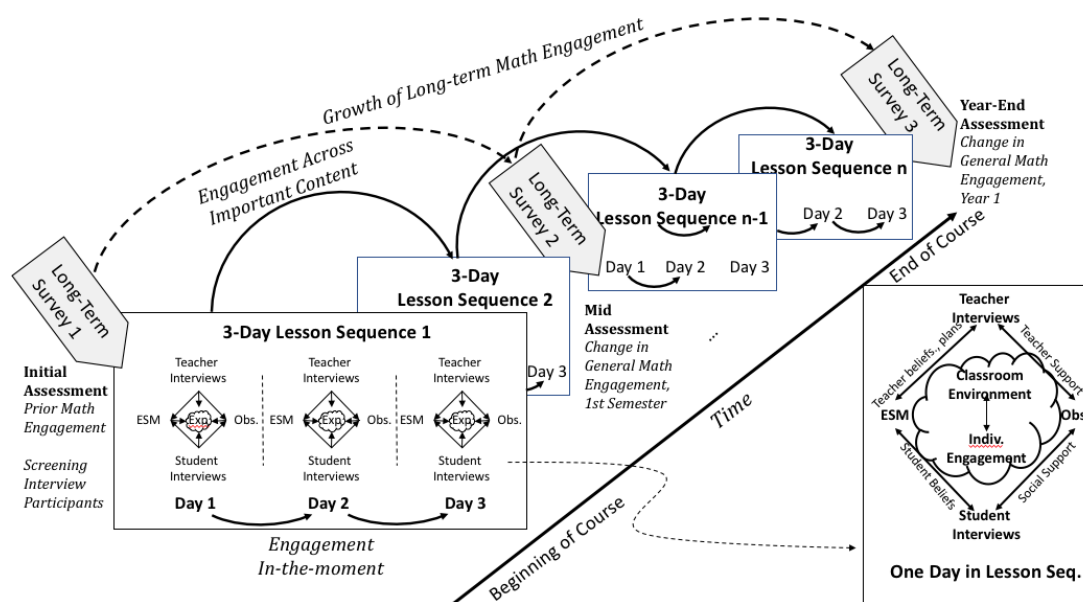 Growth of Long-term Math Engagement
Engagement Across
Important Content
Long-Term
Survey 1
Long-Term
Survey 2
Long-Term
Survey 3
Year-End
Assessment
Change in
General Math
Engagement,
Year 1
3-Day
Lesson Sequence n
Day 2
Day 3
3-Day
Lesson Sequence n-1
Day 1
Day 2
Day 3
3-Day
Lesson Sequence 2
Day 3
Mid
Assessment
Change in
General Math
Engagement,
1st Semester
...
Initial
Assessment
Prior Math
Engagement
Screening
Interview
Participants
3-Day Lesson Sequence 1
Teacher
Interviews
Teacher
Interviews
Teacher
Interviews
ESM
Exp
Obs.
ESM
Exp
Obs.
ESM
Exp
Obs.
Student
Interviews
Student
Interviews
Student
Interviews
Day 1
Day 2
Day 3
Engagement
In-the-moment
Beginning of Course
Time
End of Course
Teacher
Interviews
Teacher beliefs., plans
Teacher Support
Classroom
Environment
ESM
Obs
Indiv.
Engagement
Student Beliefs
Social Support
Student
Interviews
One Day in Lesson Seq.